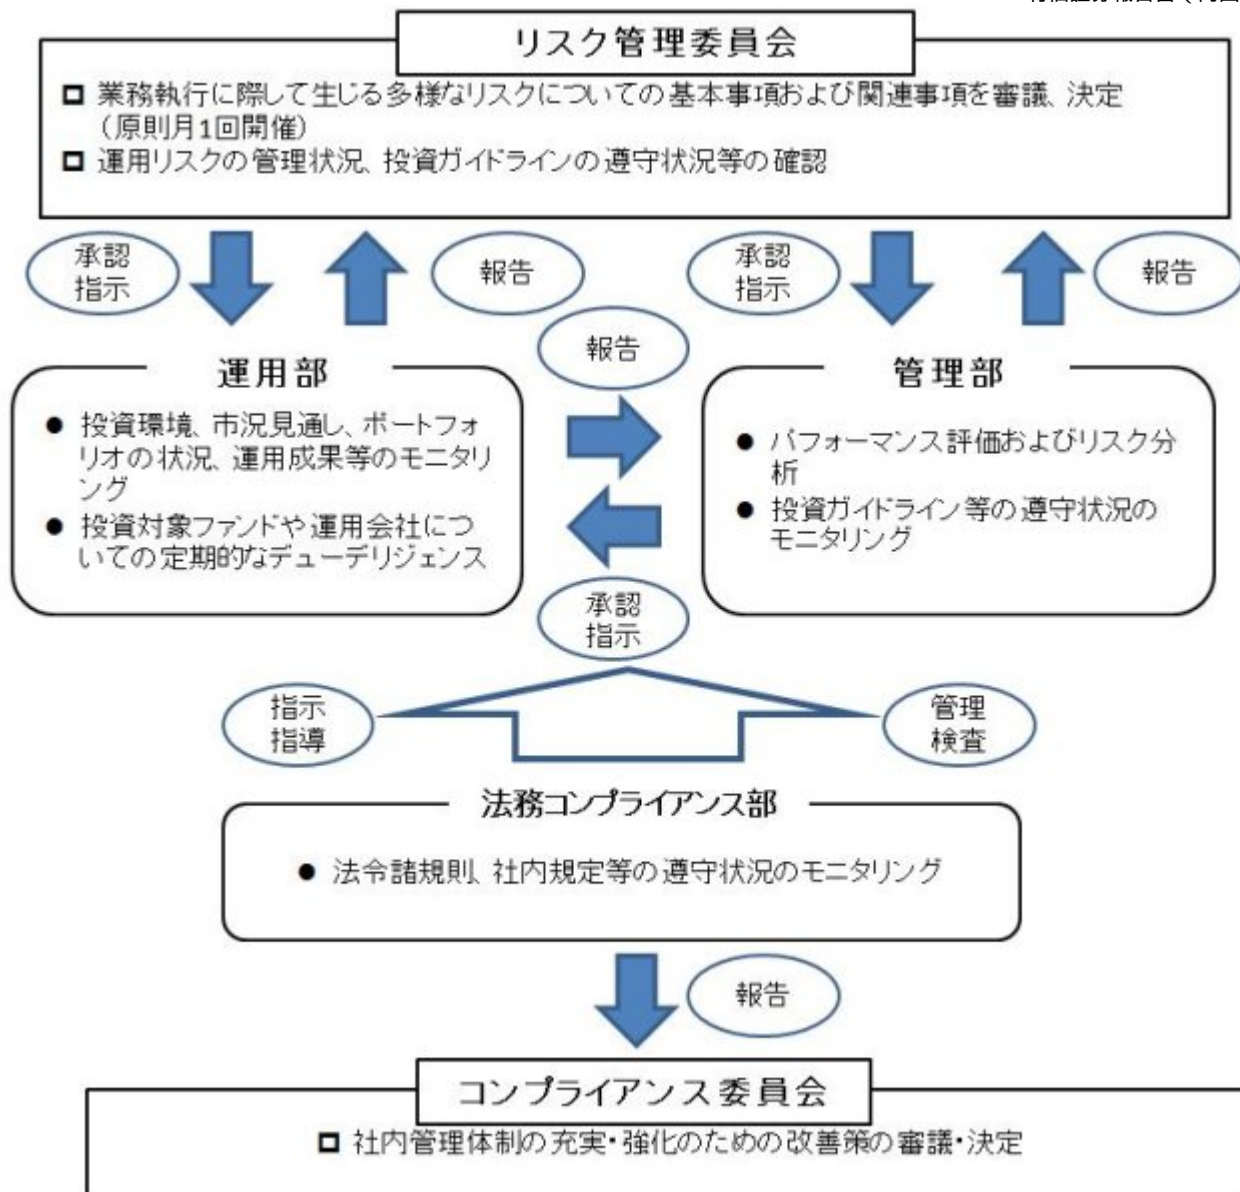 リスク管理委員会
業務執行に際して生じる多様なリスクについての基本事項および関連事項を審議、決定
(原則月1回開催)
運用リスクの管理状況、投資ガイドラインの遵守状況等の確認
承認
指示
報告
承認
指示
報告
報告
運用部
投資環境、市況見通し、ポートフォ
リオの状況、運用成果等のモニタリ
ング
投資対象ファンドや運用会社につ
いての定期的なデューデリジェンス
管理部
パフォーマンス評価およびリスク分
析
投資ガイドライン等の遵守状況の
モニタリング
承認
指示
指示
指導
管理
検査
法務コンプライアンス部
法令諸規則、社内規定等の遵守状況のモニタリング
報告
コンプライアンス委員会
社内管理体制の充実・強化のための改善策の審議・決定